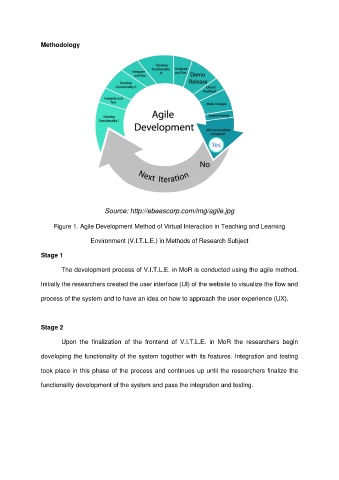 Methodology
Develop
Functionality
N
Integrate
and Test
Integrate
and Test
Demo
Release
Develop
Functionality 2
Client's
Feedback
Integrate and
Test
Make Changes
Develop
Functionality 1
Agile
Development
Yes
No
Next Iteration
Source: http://ebeescorp.com/img/agile.jpg
Figure 1. Agile Development Method of Virtual Interaction in Teaching and Learning
Environment (V.I.T.L.E.) in Methods of Research Subject
Stage 1
The development process of V.I.T.L.E. in MoR is conducted using the agile method.
Initially the researchers created the user interface (UI) of the website to visualize the flow and
process of the system and to have an idea on how to approach the user experience (UX).
Stage 2
Upon the finalization of the frontend of V.I.T.L.E. in MoR the researchers begin
developing the functionality of the system together with its features. Integration and testing
took place in this phase of the process and continues up until the researchers finalize the
functionality development of the system and pass the integration and testing.